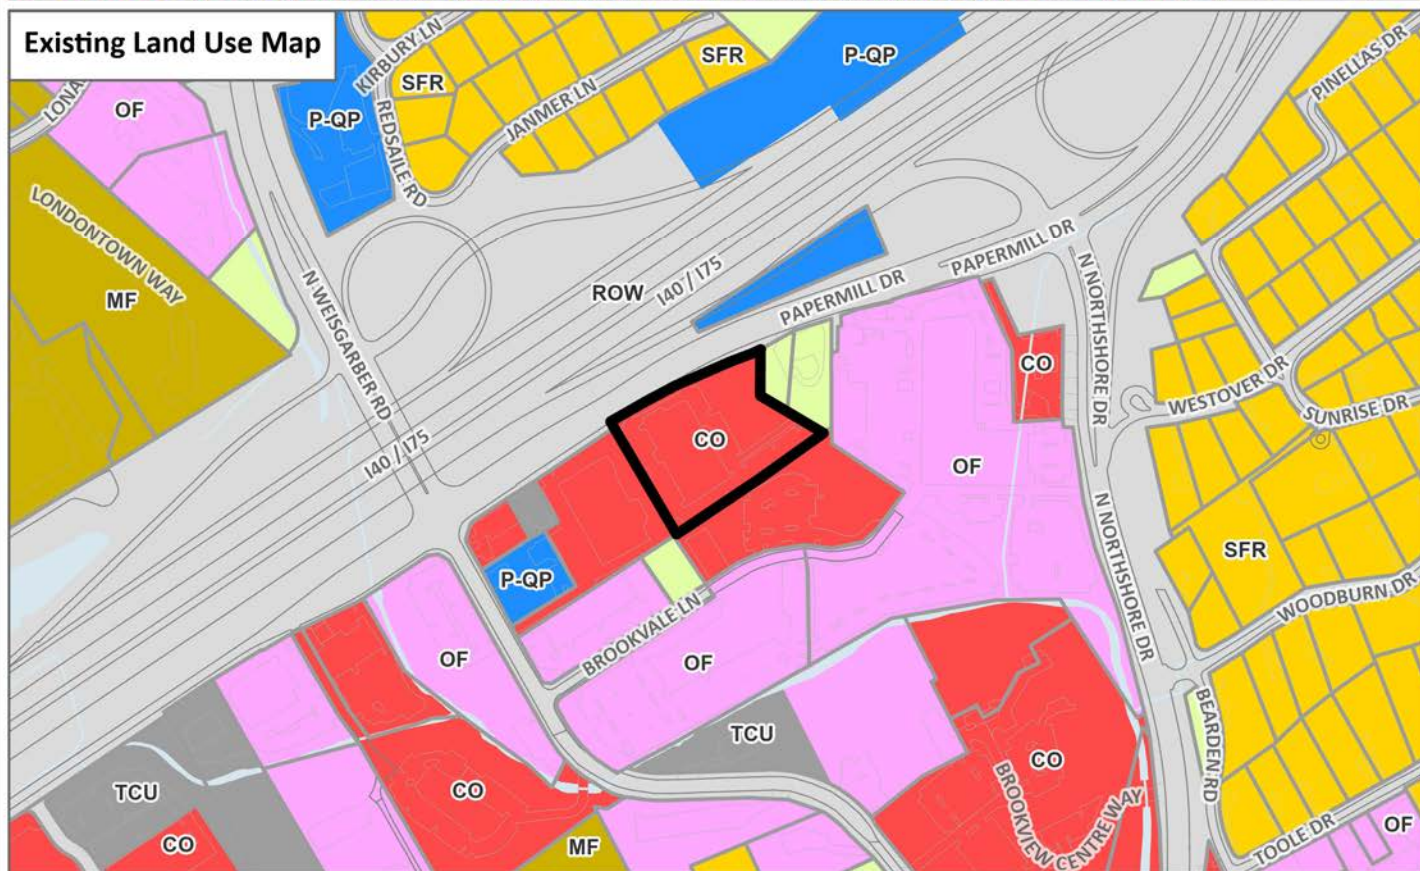 Existing Land Use Map
KIRBURY LN
SFR
P-QP
LONA
OF
P-QP
SFR
REDSAILE RD
JANMER LN
PINELLAS DR
LONDONTOWN WAY
MF
N WEISGARBER RD
ROW
I40 / I75
PAPERMILL DR
PAPERMILL DR
N NORTHSHORE DR
CO
WESTOVER DR
SUNRISE DR
I40 / I75
CO
OF
N NORTHSHORE DR
SFR
WOODBURN DR
P-QP
BROOKVALE LN
OF
OF
TCU
BEARDEN RD
CO
BROOKVIEW CENTRE WAY
TCU
CO
CO
MF
TOOLE DR
OF